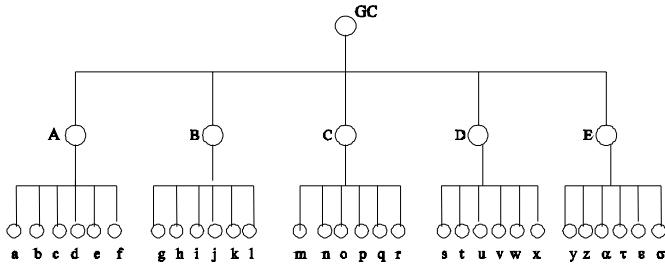 GC
A B C D E
a b c d e f g h i j k l m n o p q r s t u v w x y z α τ ε σ